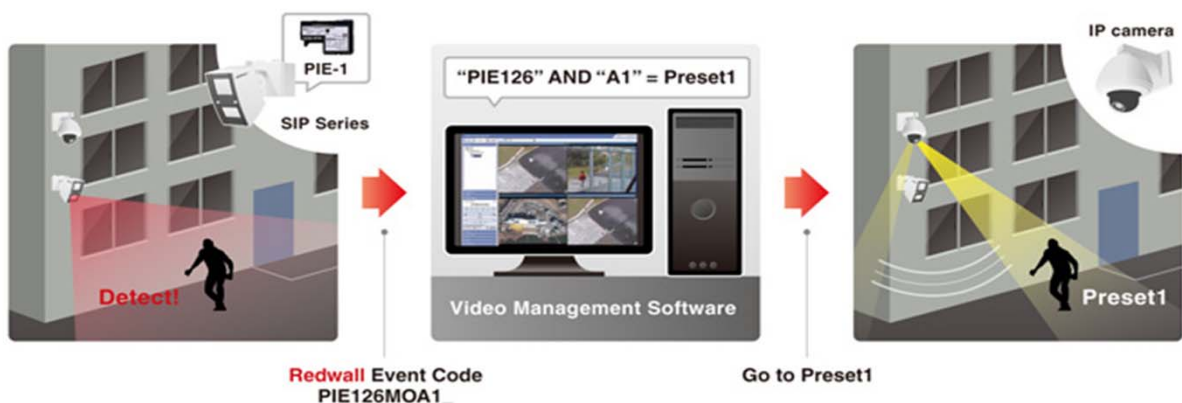 PIE-1
SIP Series
Detect!
Redwall Event Code
PIE126MOA1_
“PIE126” AND “A1” = Preset1
Video Management Software
Go to Preset1
IP camera
Preset1